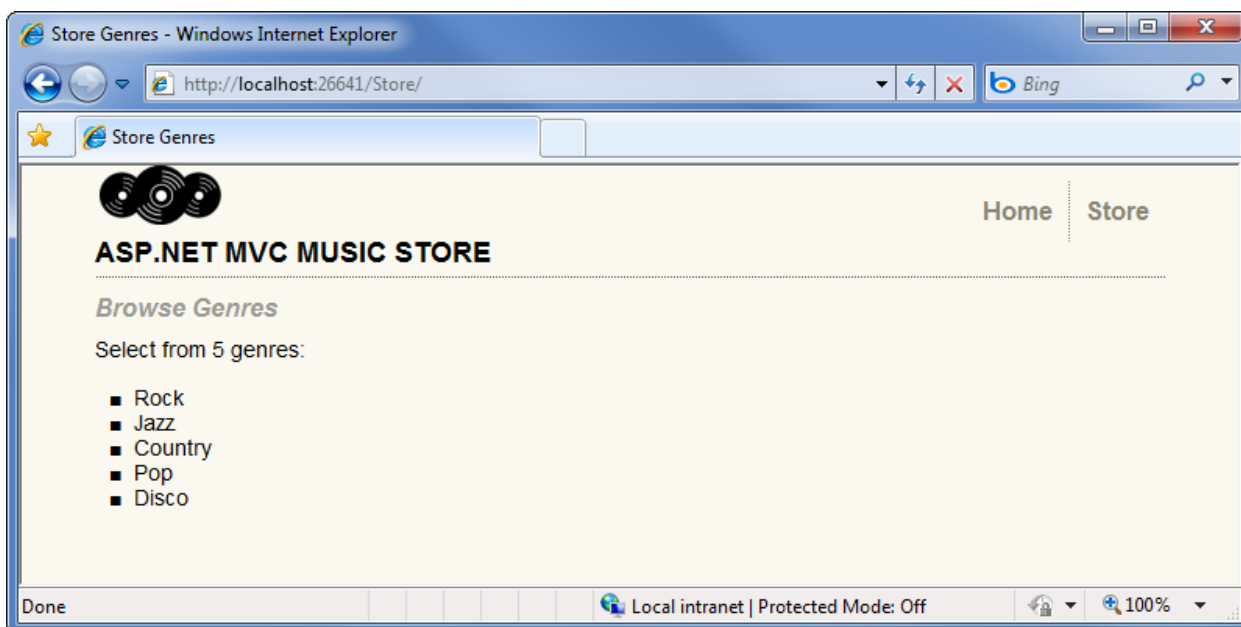 Store Genres - Windows Internet Explorer
http://localhost:26641/Store/
Bing
Store Genres
Home
Store
ASP.NET MVC MUSIC STORE
Browse Genres
Select from 5 genres:
Rock
Jazz
Country
Pop
Disco
Done
Local intranet | Protected Mode: Off
100%